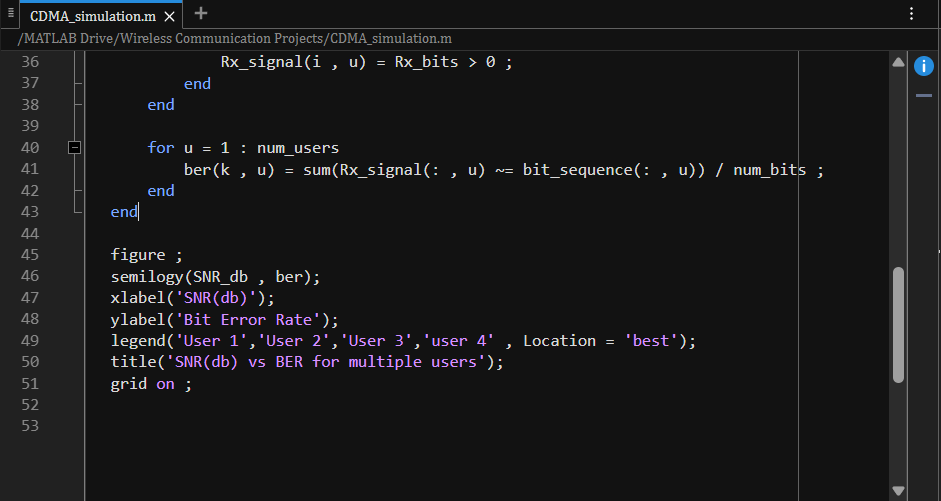 CDMA_simulation.m
/MATLAB Drive/Wireless Communication Projects/CDMA_simulation.m
36 Rx_signal(i , u) = Rx_bits > 0 ;
37 end
38 end
39
40 for u = 1 : num_users
41 ber(k , u) = sum(Rx_signal(: , u) ~= bit_sequence(: , u)) / num_bits ;
42 end
43 end
44
45 figure ;
46 semilogy(SNR_db , ber);
47 xlabel('SNR(db)');
48 ylabel('Bit Error Rate');
49 legend('User 1','User 2','User 3','user 4' , Location = 'best');
50 title('SNR(db) vs BER for multiple users');
51 grid on ;
52
53